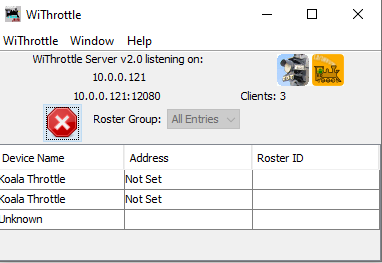 WiThrottle
WiThrottle Window Help
WiThrottle Server v2.0 listening on:
10.0.0.121
10.0.0.121:12080 Clients: 3
Roster Group: All Entries
Device Name Address Roster ID
Koala Throttle Not Set
Koala Throttle Not Set
Unknown